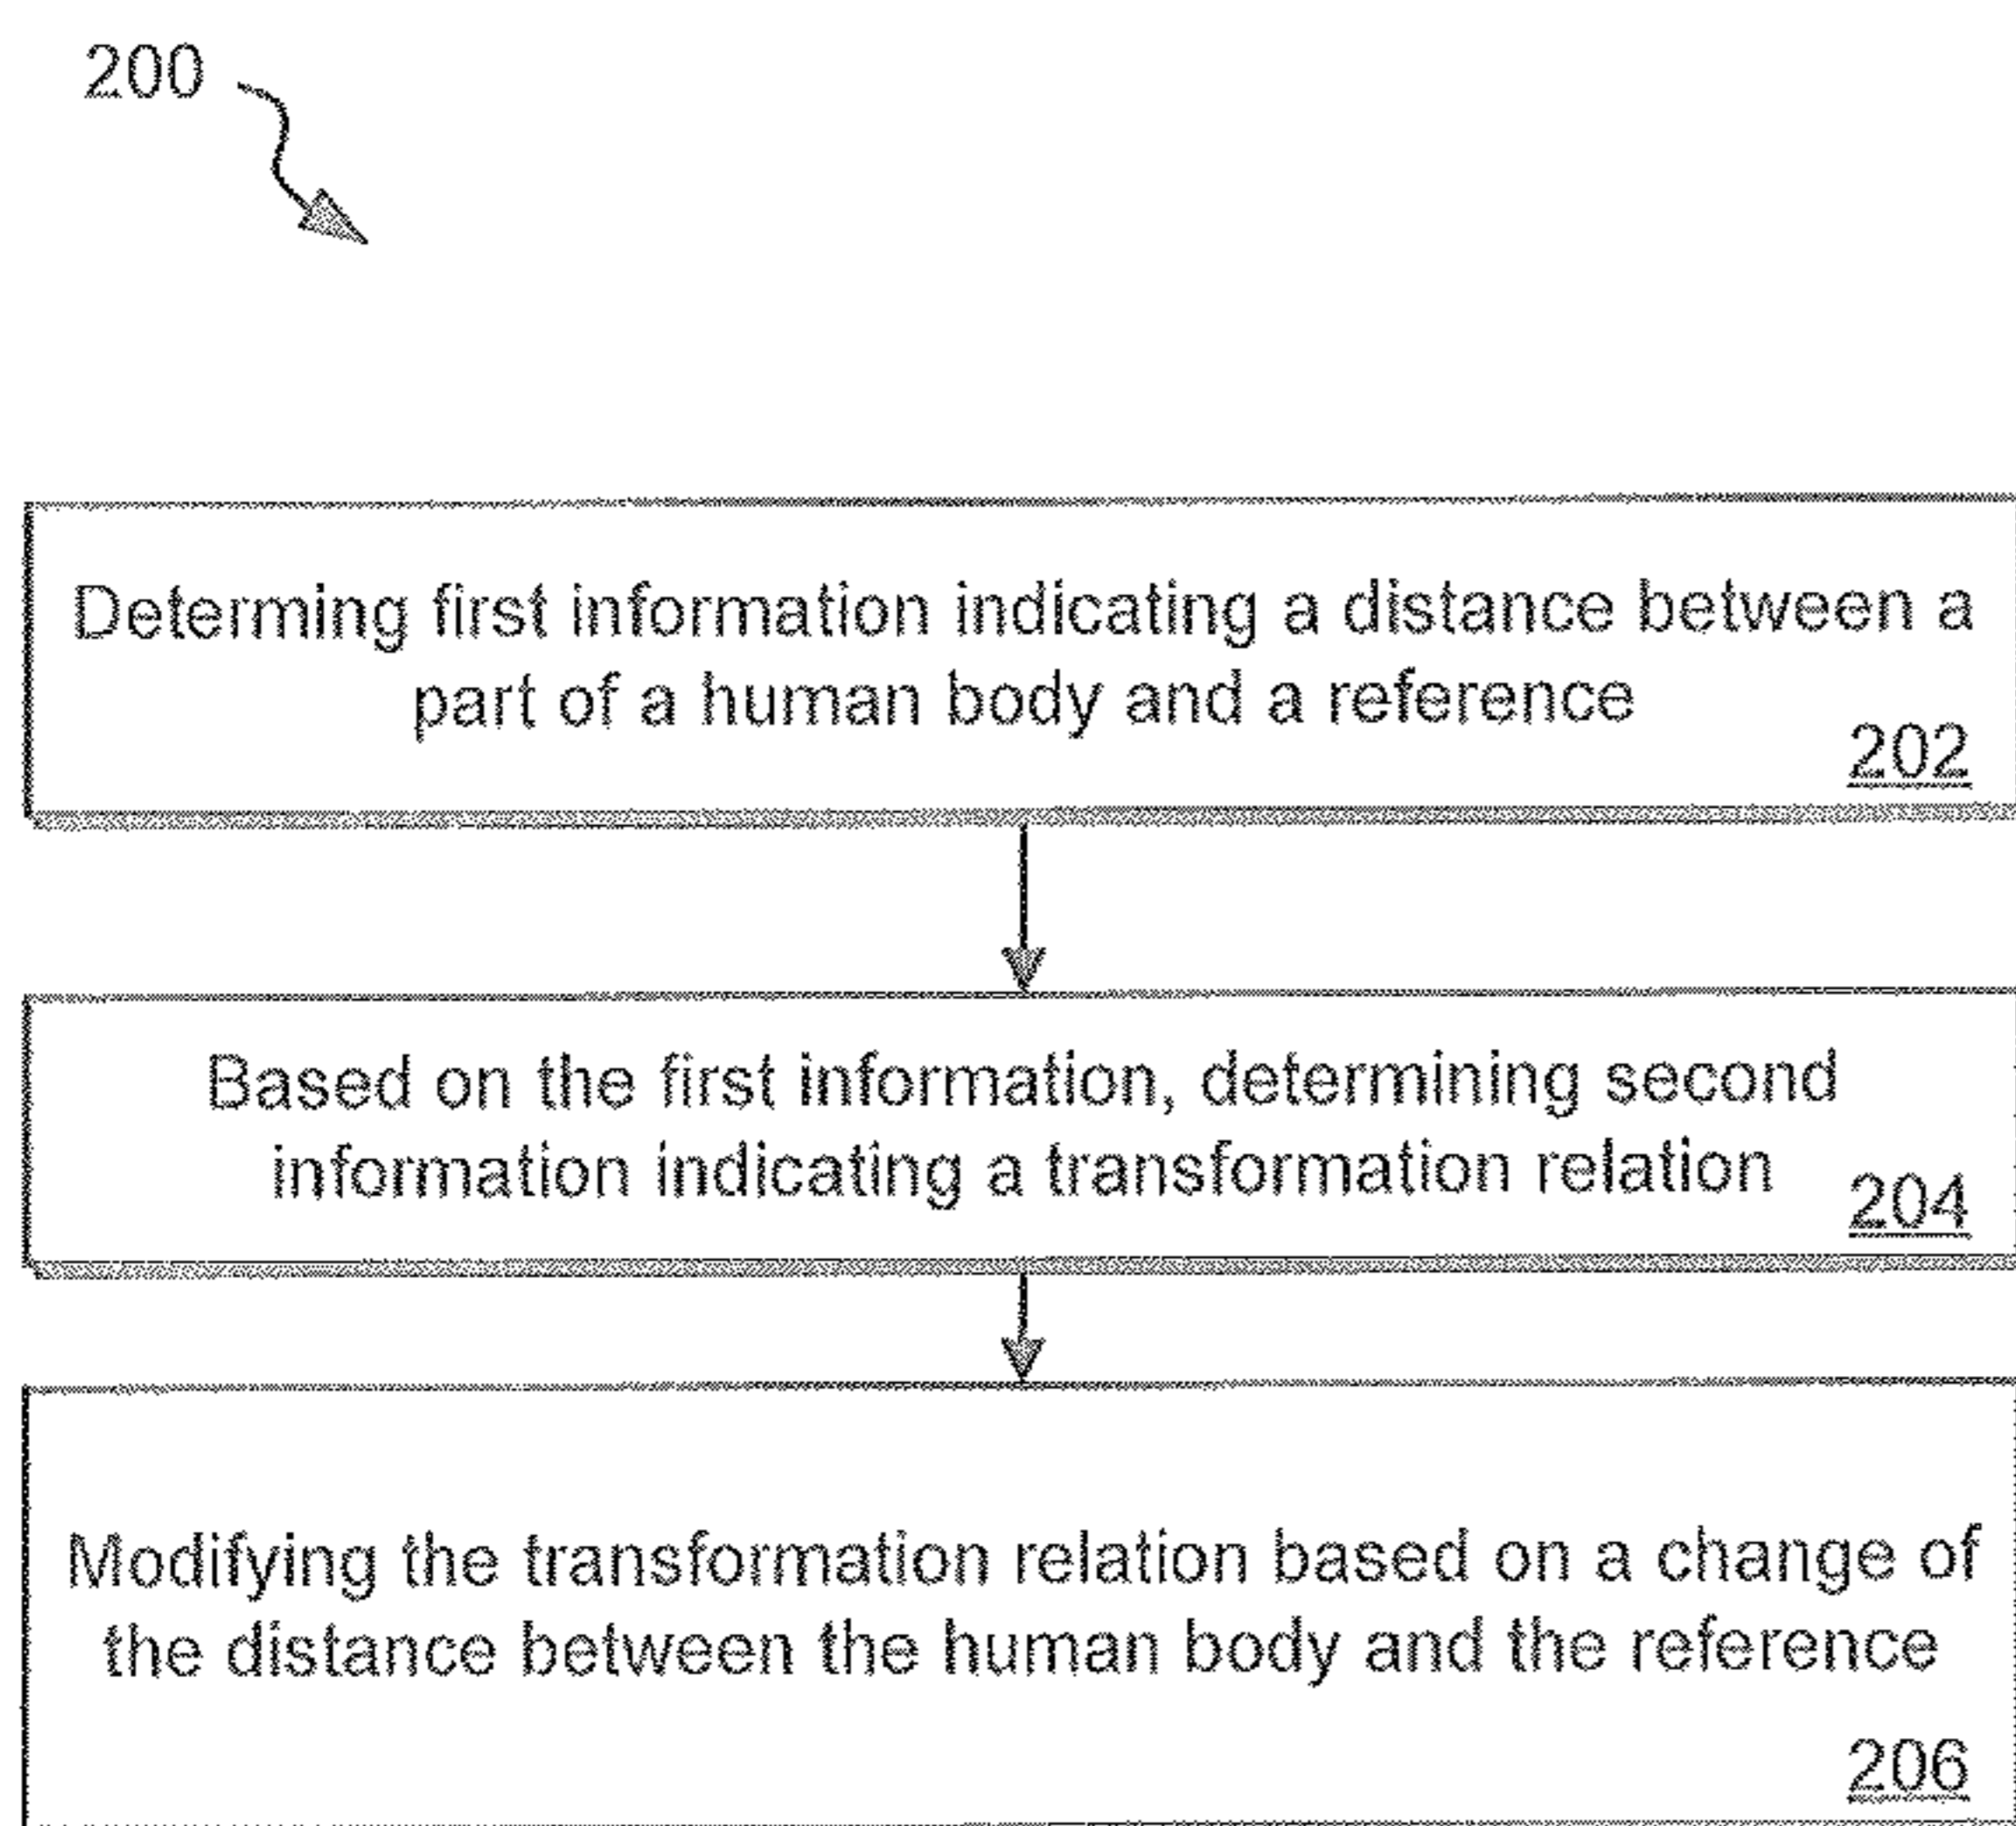 200
Determing first information indicating a distance between a
part of a human body and a reference
202
Based on the first information, determining second
information indicating a transformation relation
204
Modifying the transformation relation based on a change of
the distance between the human body and the reference
206